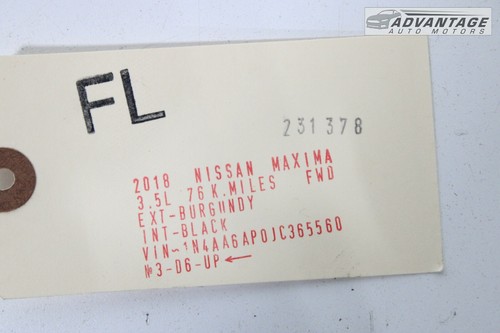 ADVANTAGE
AUTO MOTORS
FL
231378
2018 NISSAN MAXIMA
3.5L 76K.MILES FWD
EXT-BURGUNDY
INT-BLACK
VIN-1N4AA6AP0JC365560
№3-D6-UP←